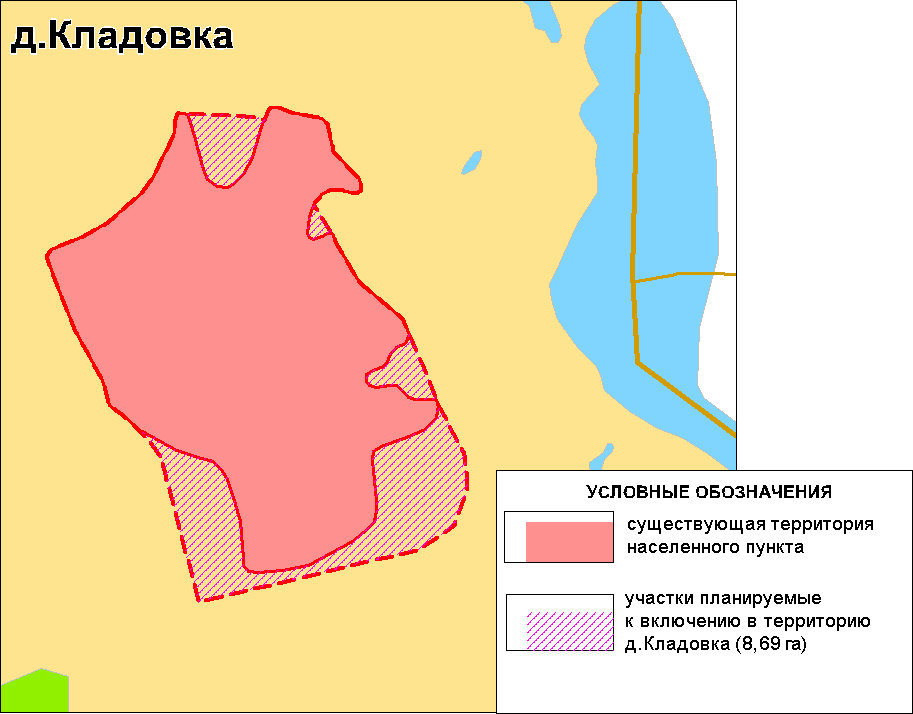 д.Кладовка
УСЛОВНЫЕ ОБОЗНАЧЕНИЯ
существующая территория
населенного пункта
участки планируемые
к включению в территорию
д.Кладовка (8,69 га)